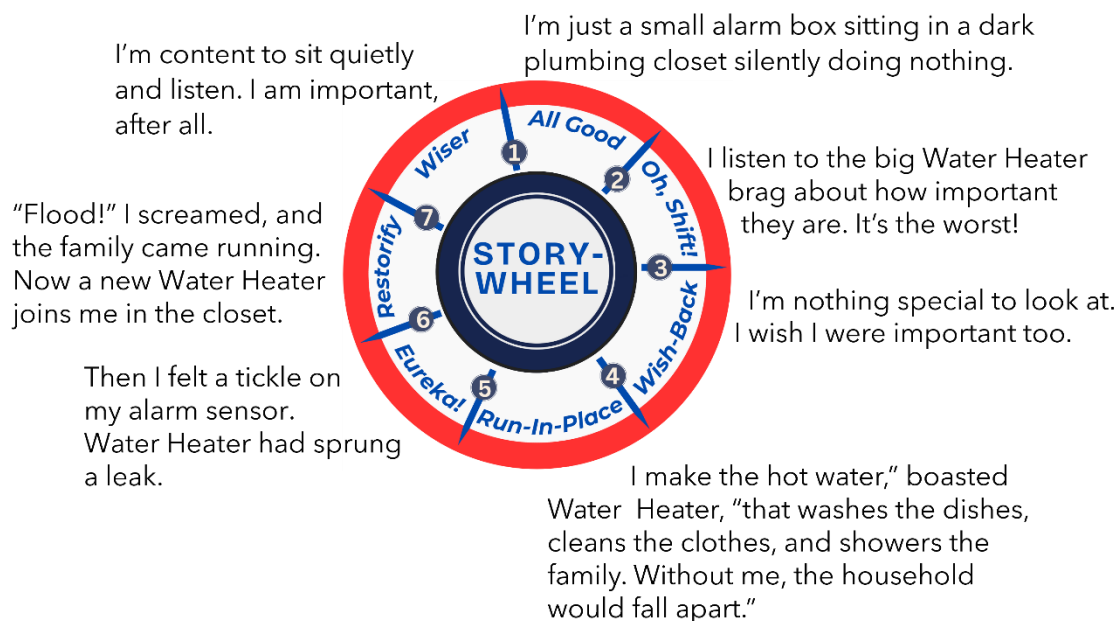 I'm just a small alarm box sitting in a dark
plumbing closet silently doing nothing.
I listen to the big Water Heater
brag about how important
they are. It's the worst!
I'm nothing special to look at.
I wish I were important too.
I make the hot water,” boasted
Water Heater, “that washes the dishes,
cleans the clothes, and showers the
family. Without me, the household
would fall apart.”
Then I felt a tickle on
my alarm sensor.
Water Heater had sprung
a leak.
“Flood!” I screamed, and
the family came running.
Now a new Water Heater
joins me in the closet.
I'm content to sit quietly
and listen. I am important,
after all.
STORY-
WHEEL
1
All Good
2
Oh, Shift!
3
Wish-Back
4
Run-In-Place
5
Eureka!
6
Restorify
7
Wiser